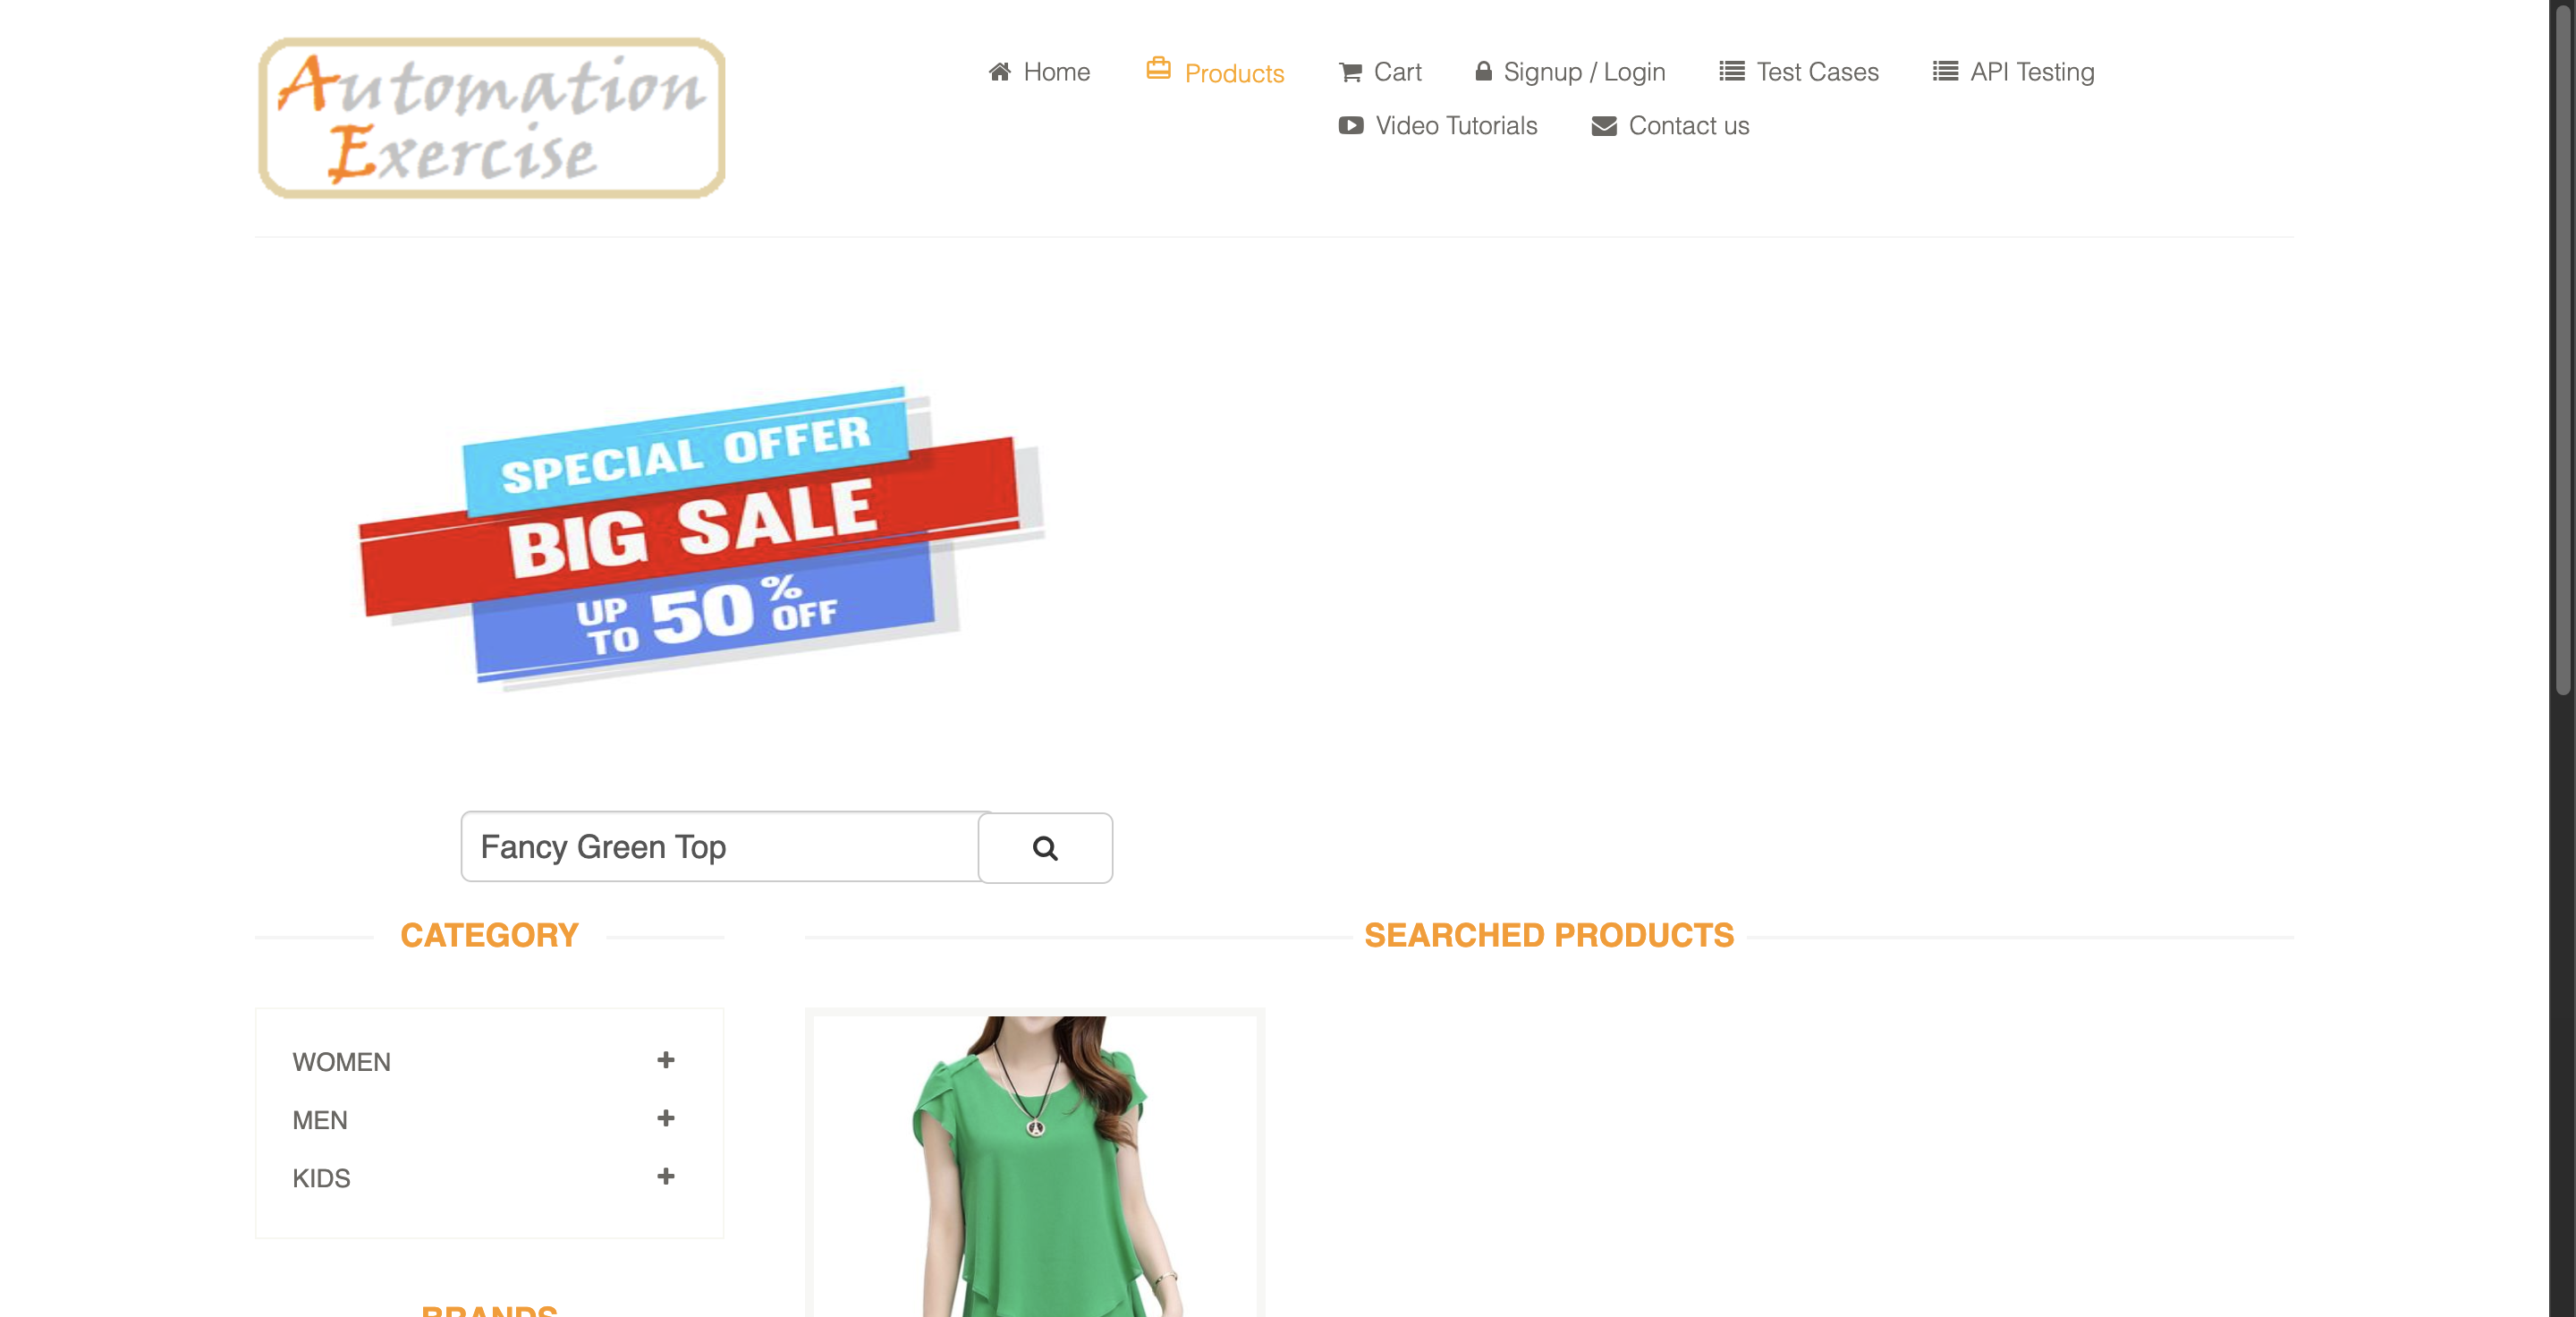 Automation
Exercise
Home
Products
Cart
Signup / Login
Test Cases
API Testing
Video Tutorials
Contact us
SPECIAL OFFER
BIG SALE
UP TO 50% OFF
Fancy Green Top
CATEGORY
SEARCHED PRODUCTS
WOMEN
MEN
KIDS
BRANDS